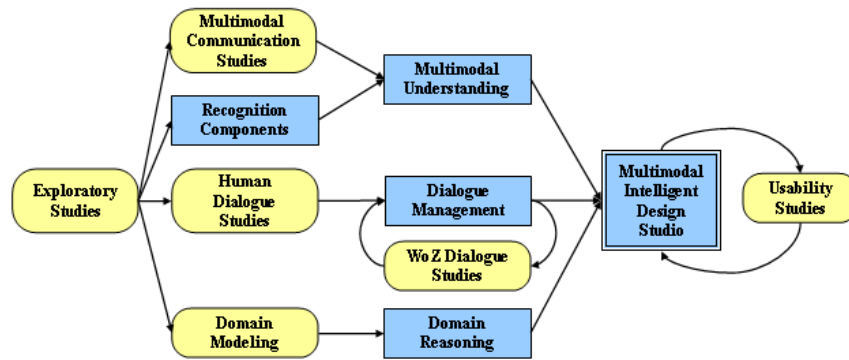 Multimodal
Communication
Studies
Multimodal
Understanding
Recognition
Components
Exploratory
Studies
Human
Dialogue
Studies
Dialogue
Management
Multimodal
Intelligent
Design
Studio
Usability
Studies
WoZ Dialogue
Studies
Domain
Modeling
Domain
Reasoning